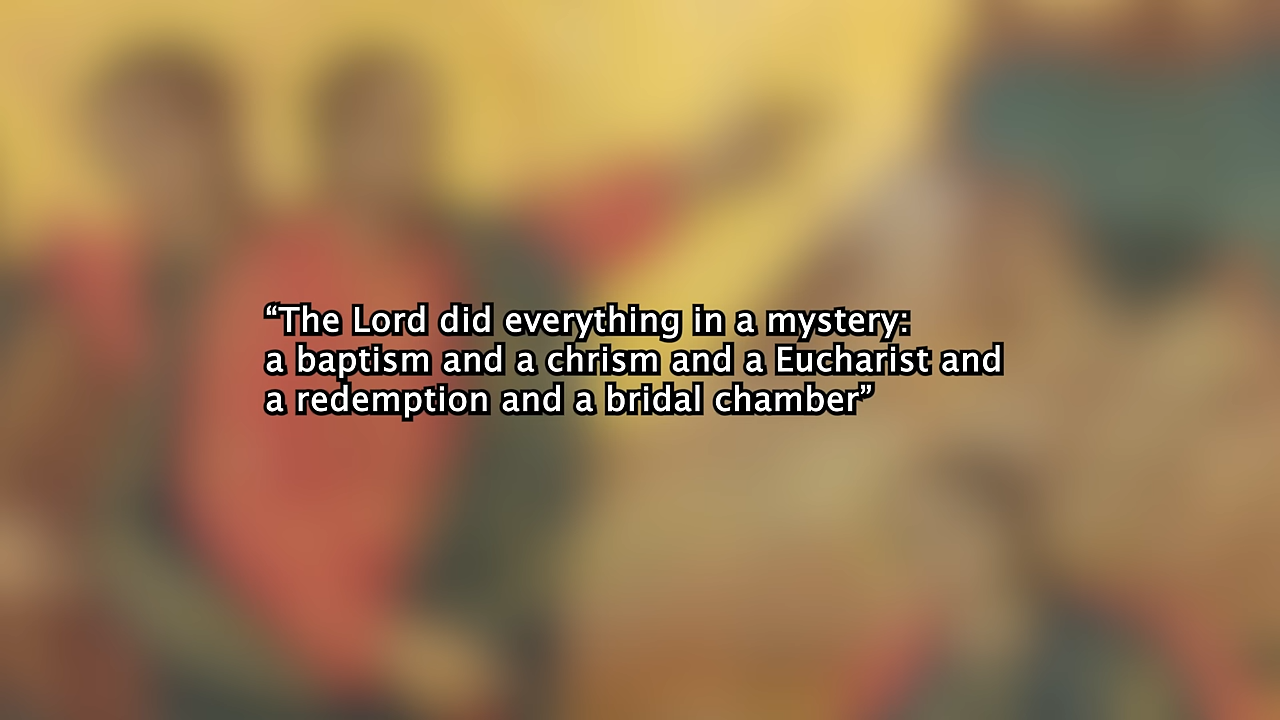 “The Lord did everything in a mystery:
a baptism and a chrism and a Eucharist and
a redemption and a bridal chamber”